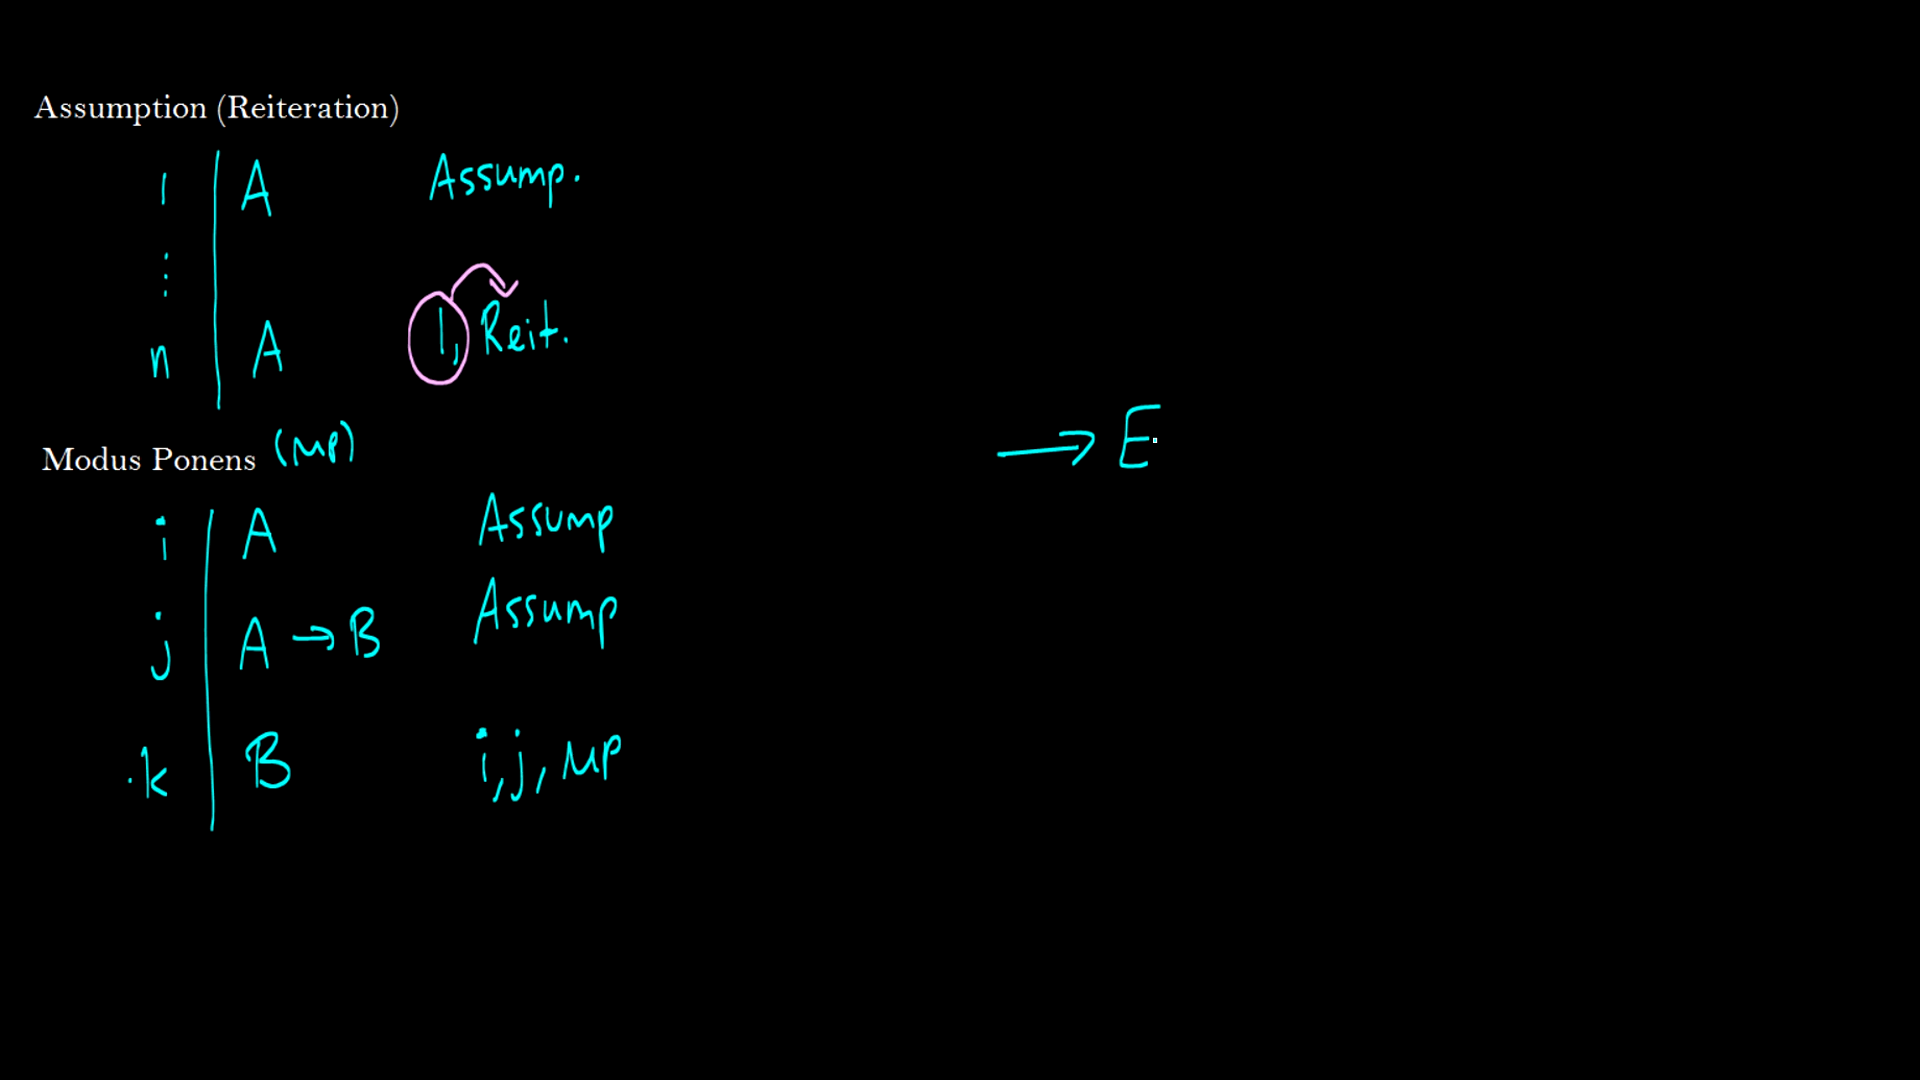 Assumption (Reiteration)
1 | A Assump.
⋮
n | A 1, Reit.
Modus Ponens (MP)
→ E
i | A Assump
j | A → B Assump
k | B i, j, MP